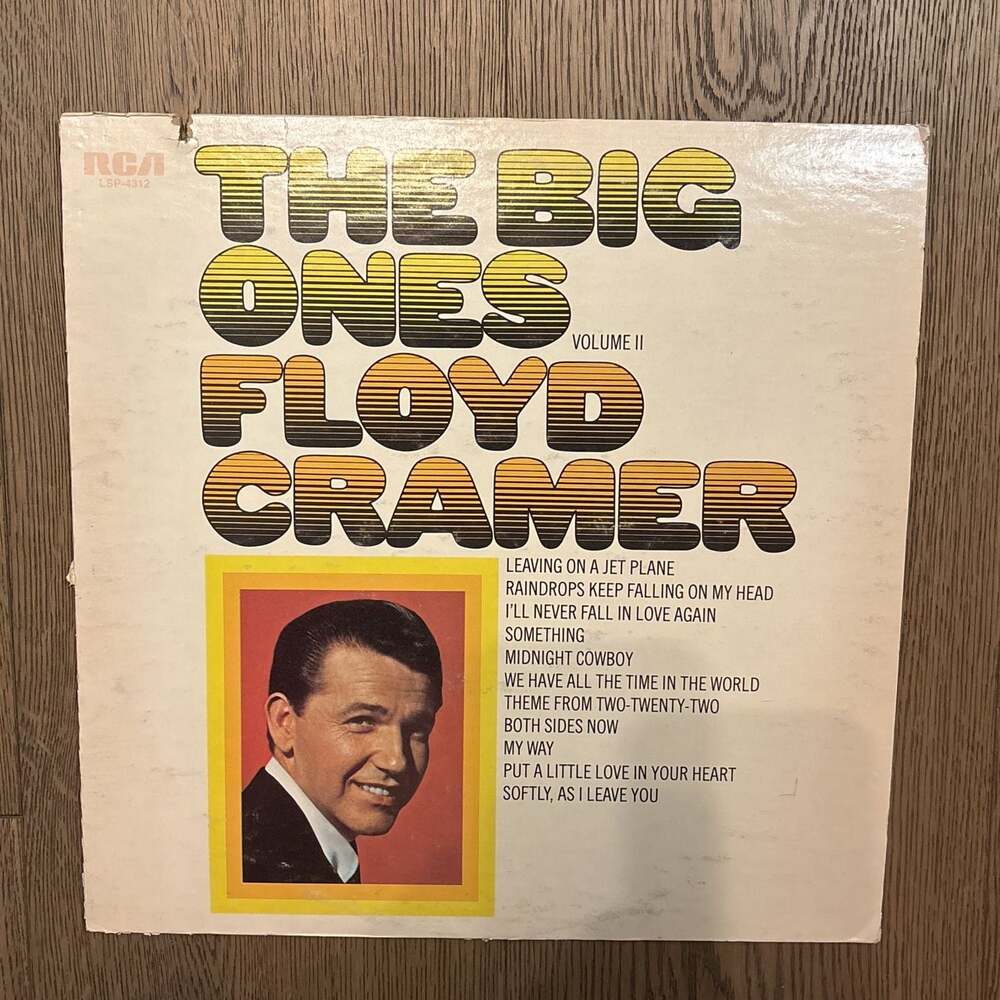 RCA
LSP-4312
THE BIG
ONES
VOLUME II
FLOYD
CRAMER
LEAVING ON A JET PLANE
RAINDROPS KEEP FALLING ON MY HEAD
I'LL NEVER FALL IN LOVE AGAIN
SOMETHING
MIDNIGHT COWBOY
WE HAVE ALL THE TIME IN THE WORLD
THEME FROM TWO-TWENTY-TWO
BOTH SIDES NOW
MY WAY
PUT A LITTLE LOVE IN YOUR HEART
SOFTLY, AS I LEAVE YOU